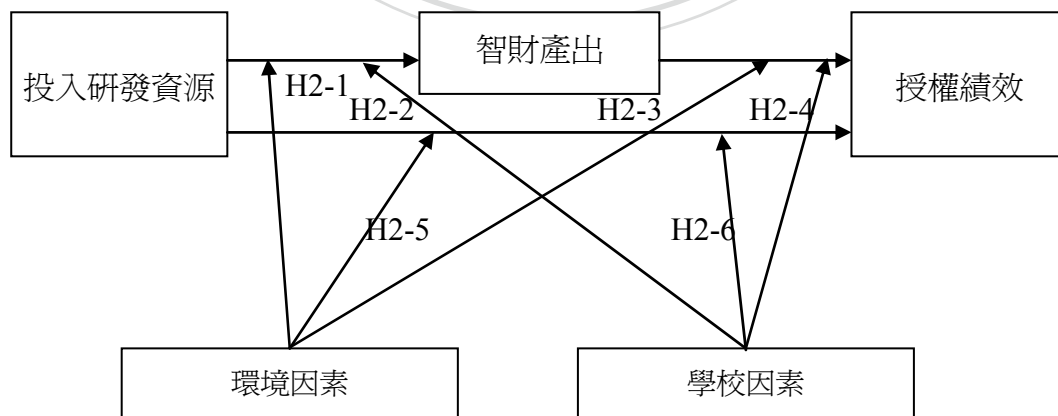 智財產出
投入研發資源
授權績效
H2-1
H2-2
H2-3
H2-4
H2-5
H2-6
環境因素
學校因素